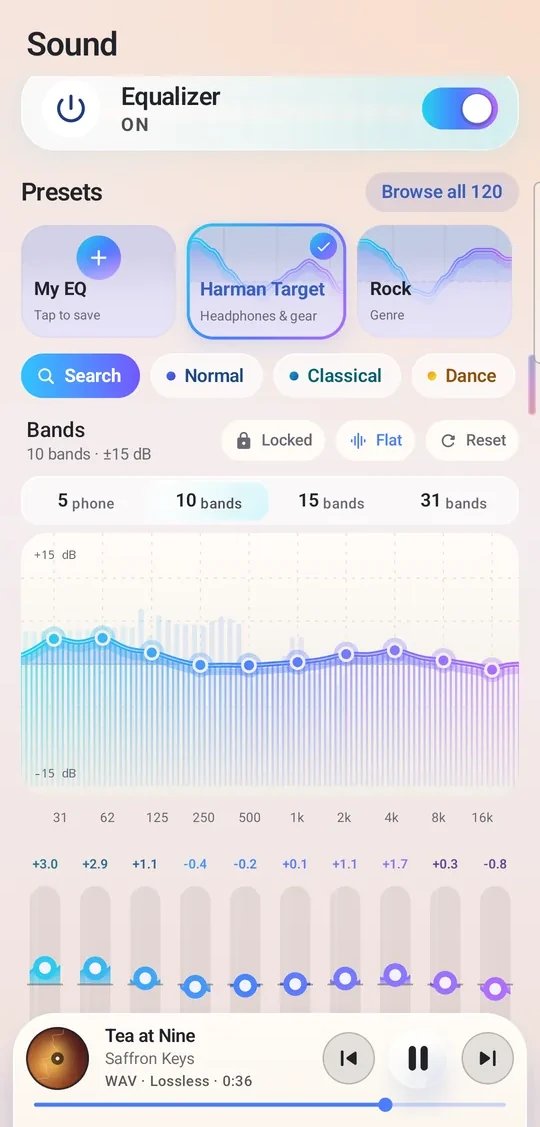 Sound
Equalizer
ON
Presets
Browse all 120
My EQ
Tap to save
Harman Target
Headphones & gear
Rock
Genre
Search
Normal
Classical
Dance
Bands
10 bands · ±15 dB
Locked
Flat
Reset
5 phone
10 bands
15 bands
31 bands
+15 dB
-15 dB
31 62 125 250 500 1k 2k 4k 8k 16k
+3.0 +2.9 +1.1 -0.4 -0.2 +0.1 +1.1 +1.7 +0.3 -0.8
Tea at Nine
Saffron Keys
WAV · Lossless · 0:36